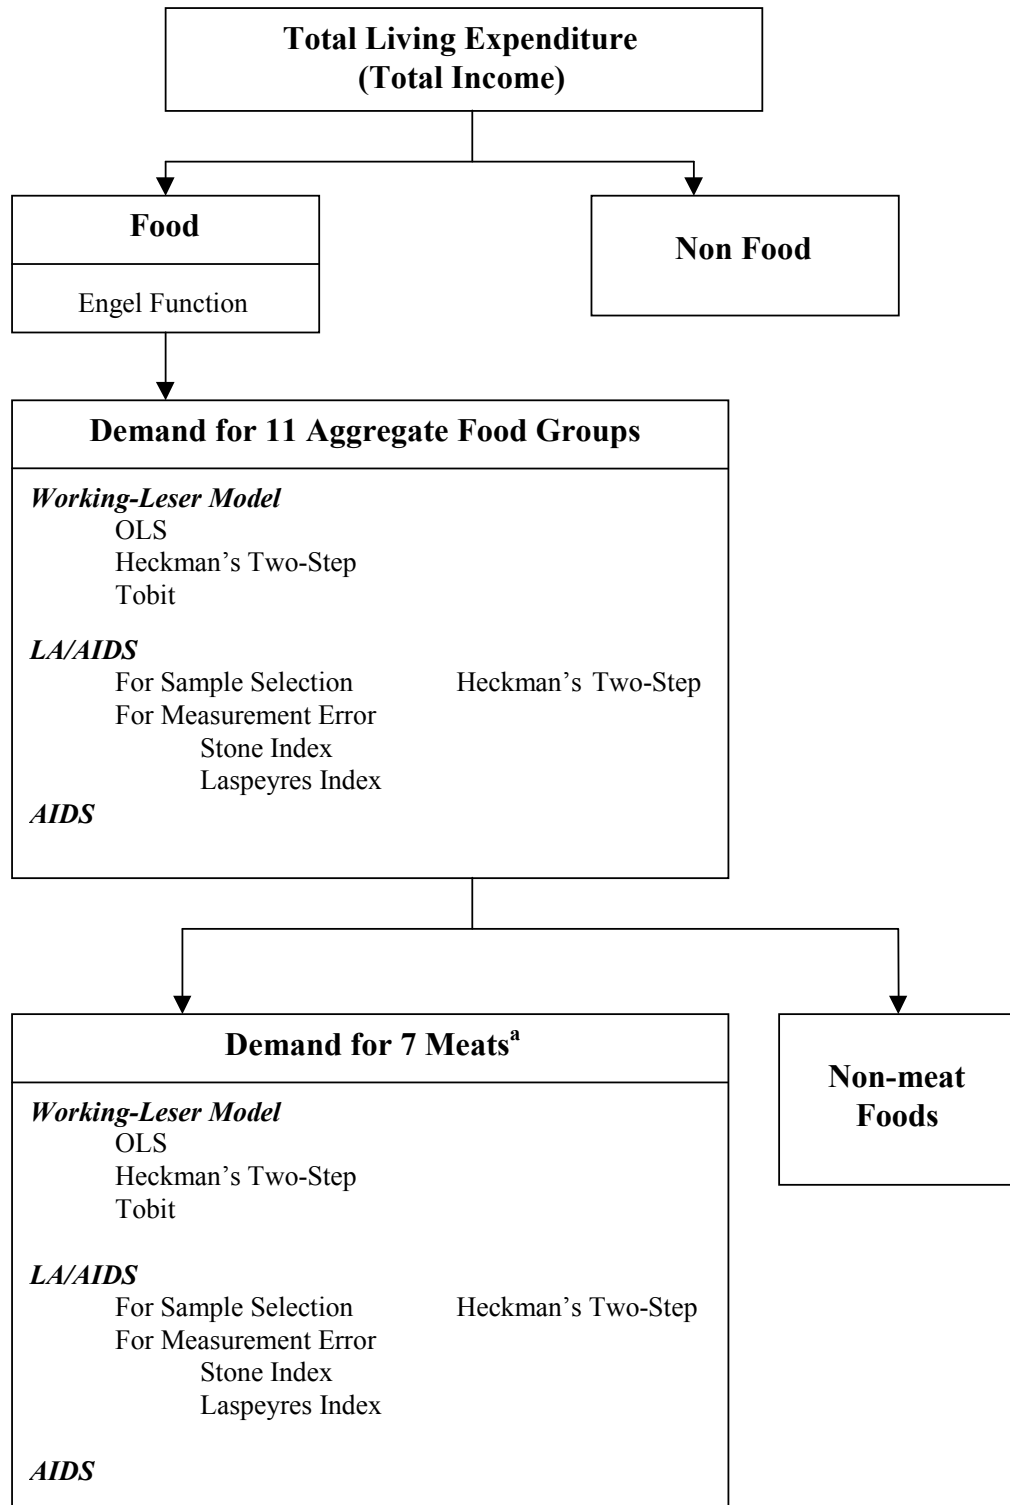 Total Living Expenditure
(Total Income)
Food
Non Food
Engel Function
Demand for 11 Aggregate Food Groups
Working-Leser Model
OLS
Heckman’s Two-Step
Tobit
LA/AIDS
For Sample Selection Heckman’s Two-Step
For Measurement Error
Stone Index
Laspeyres Index
AIDS
Demand for 7 Meatsᵃ
Non-meat
Foods
Working-Leser Model
OLS
Heckman’s Two-Step
Tobit
LA/AIDS
For Sample Selection Heckman’s Two-Step
For Measurement Error
Stone Index
Laspeyres Index
AIDS